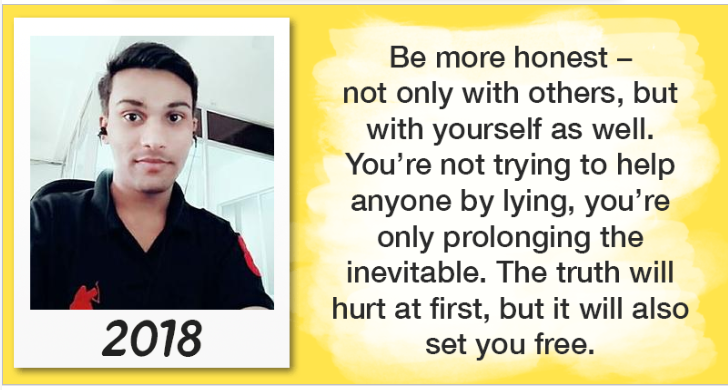 Be more honest –
not only with others, but
with yourself as well.
You’re not trying to help
anyone by lying, you’re
only prolonging the
inevitable. The truth will
hurt at first, but it will also
set you free.
2018